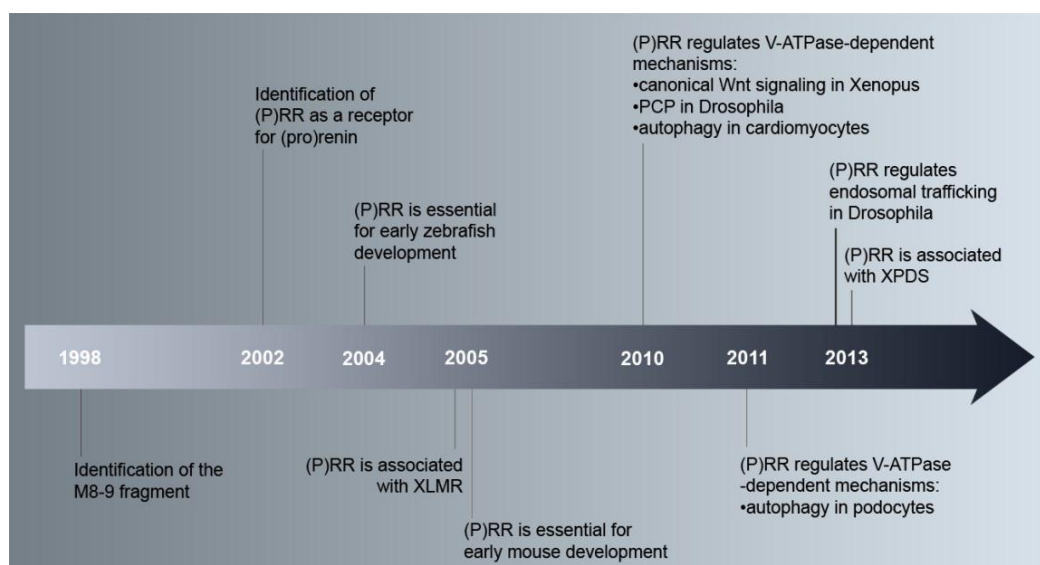 (P)RR regulates V-ATPase-dependent
mechanisms:
•canonical Wnt signaling in Xenopus
•PCP in Drosophila
•autophagy in cardiomyocytes
Identification of
(P)RR as a receptor
for (pro)renin
(P)RR regulates
endosomal trafficking
in Drosophila
(P)RR is essential
for early zebrafish
development
(P)RR is associated
with XPDS
1998 2002 2004 2005 2010 2011 2013
Identification of the
M8-9 fragment
(P)RR is associated
with XLMR
(P)RR regulates V-ATPase
-dependent mechanisms:
•autophagy in podocytes
(P)RR is essential for
early mouse development